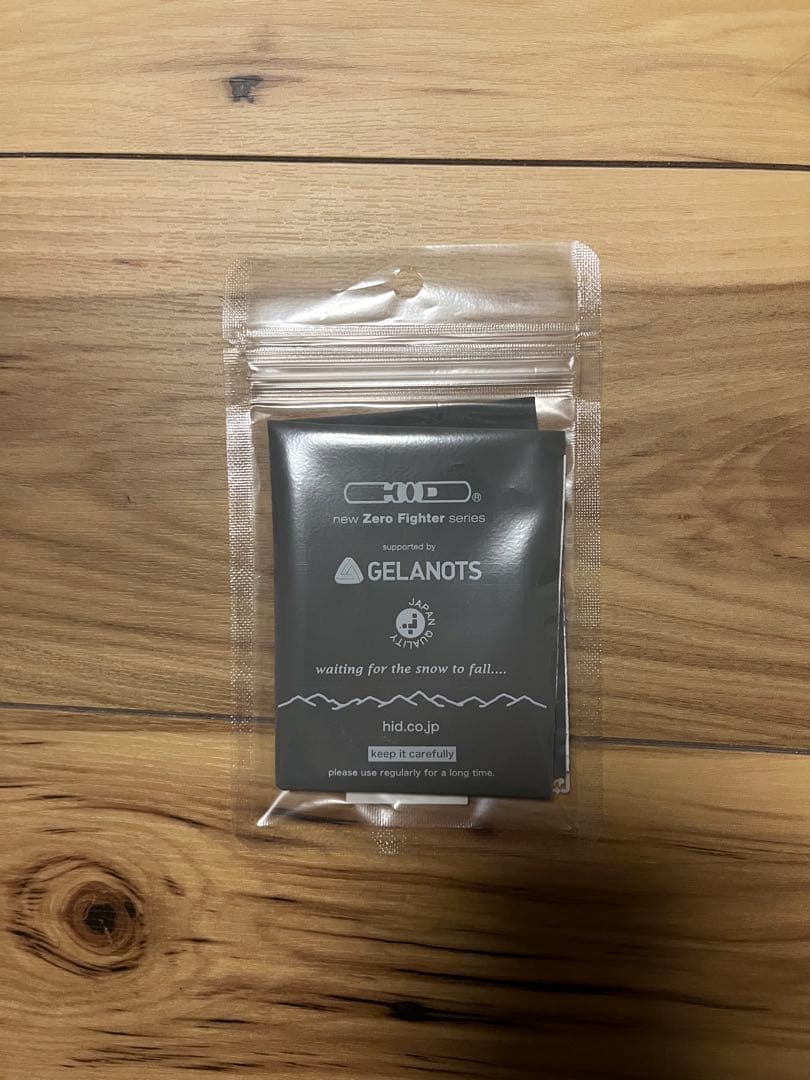 HID®
new Zero Fighter series
supported by
GELANOTS
JAPAN QUALITY
waiting for the snow to fall....
hid.co.jp
keep it carefully
please use regularly for a long time.